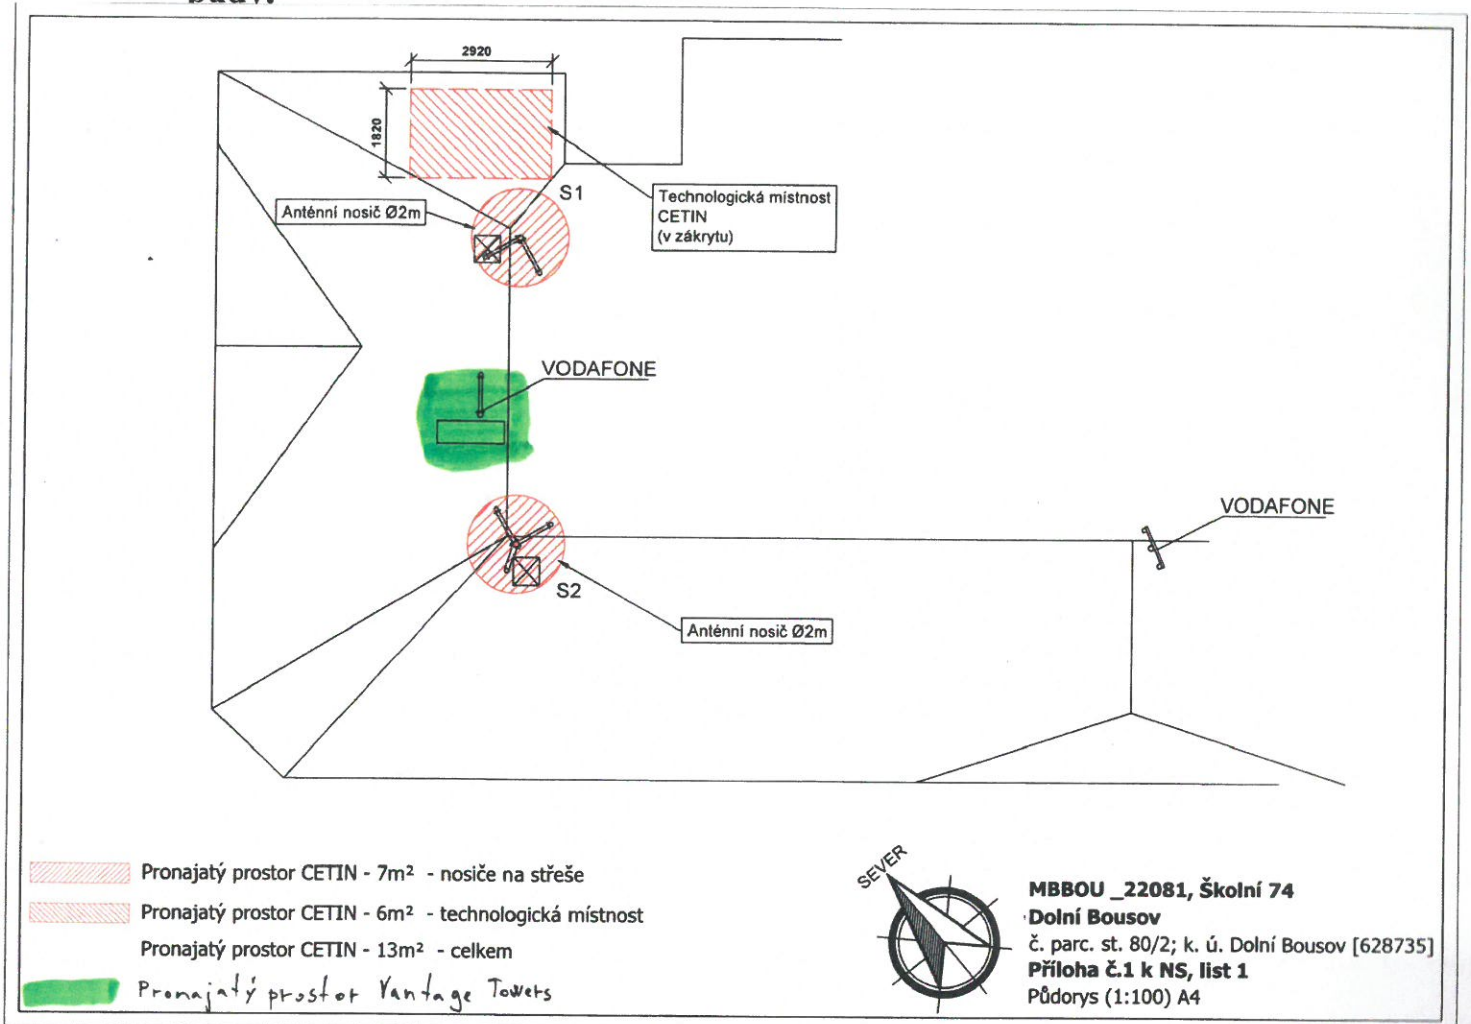 2920
1820
S1
Anténní nosič Ø2m
Technologická místnost
CETIN
(v zákrytu)
VODAFONE
VODAFONE
S2
Anténní nosič Ø2m
Pronajatý prostor CETIN - 7m² - nosiče na střeše
Pronajatý prostor CETIN - 6m² - technologická místnost
Pronajatý prostor CETIN - 13m² - celkem
Pronajatý prostor Vantage Towers
SEVER
MBBOU _22081, Školní 74
Dolní Bousov
č. parc. st. 80/2; k. ú. Dolní Bousov [628735]
Příloha č.1 k NS, list 1
Půdorys (1:100) A4